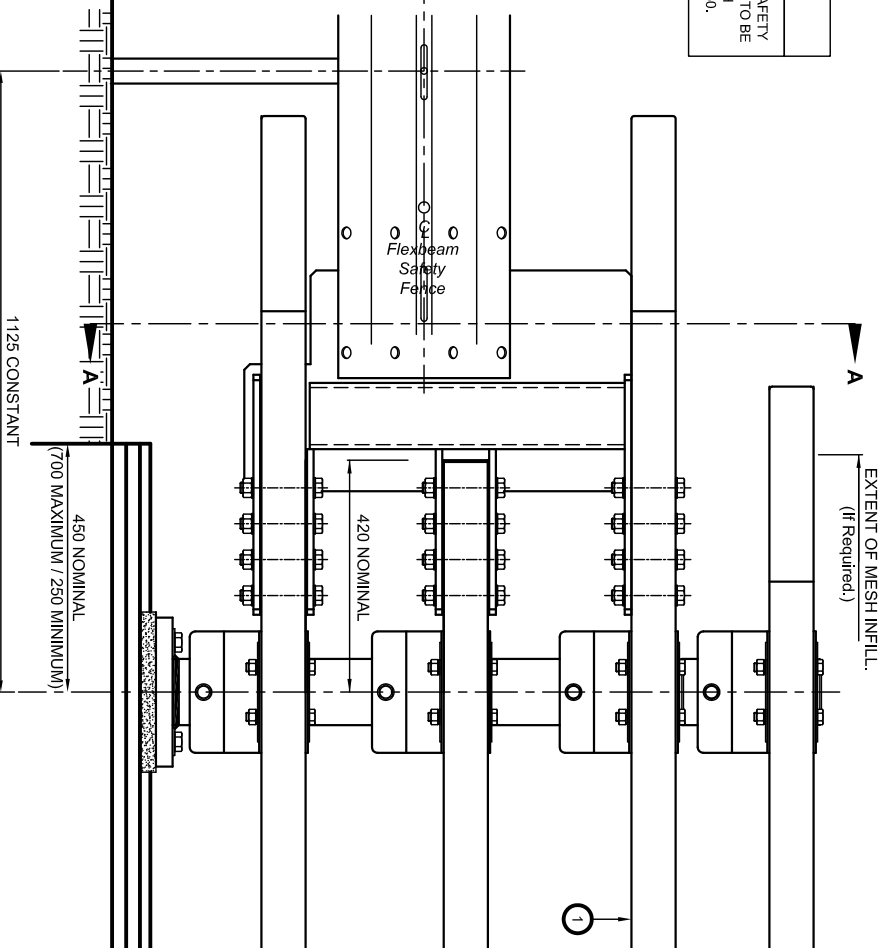 AFETY
TO BE
0.
EXTENT OF MESH INFILL.
(If Required.)
A
A
C
L
Flexbeam
Safety
Fence
1125 CONSTANT
420 NOMINAL
450 NOMINAL
(700 MAXIMUM / 250 MINIMUM)
1